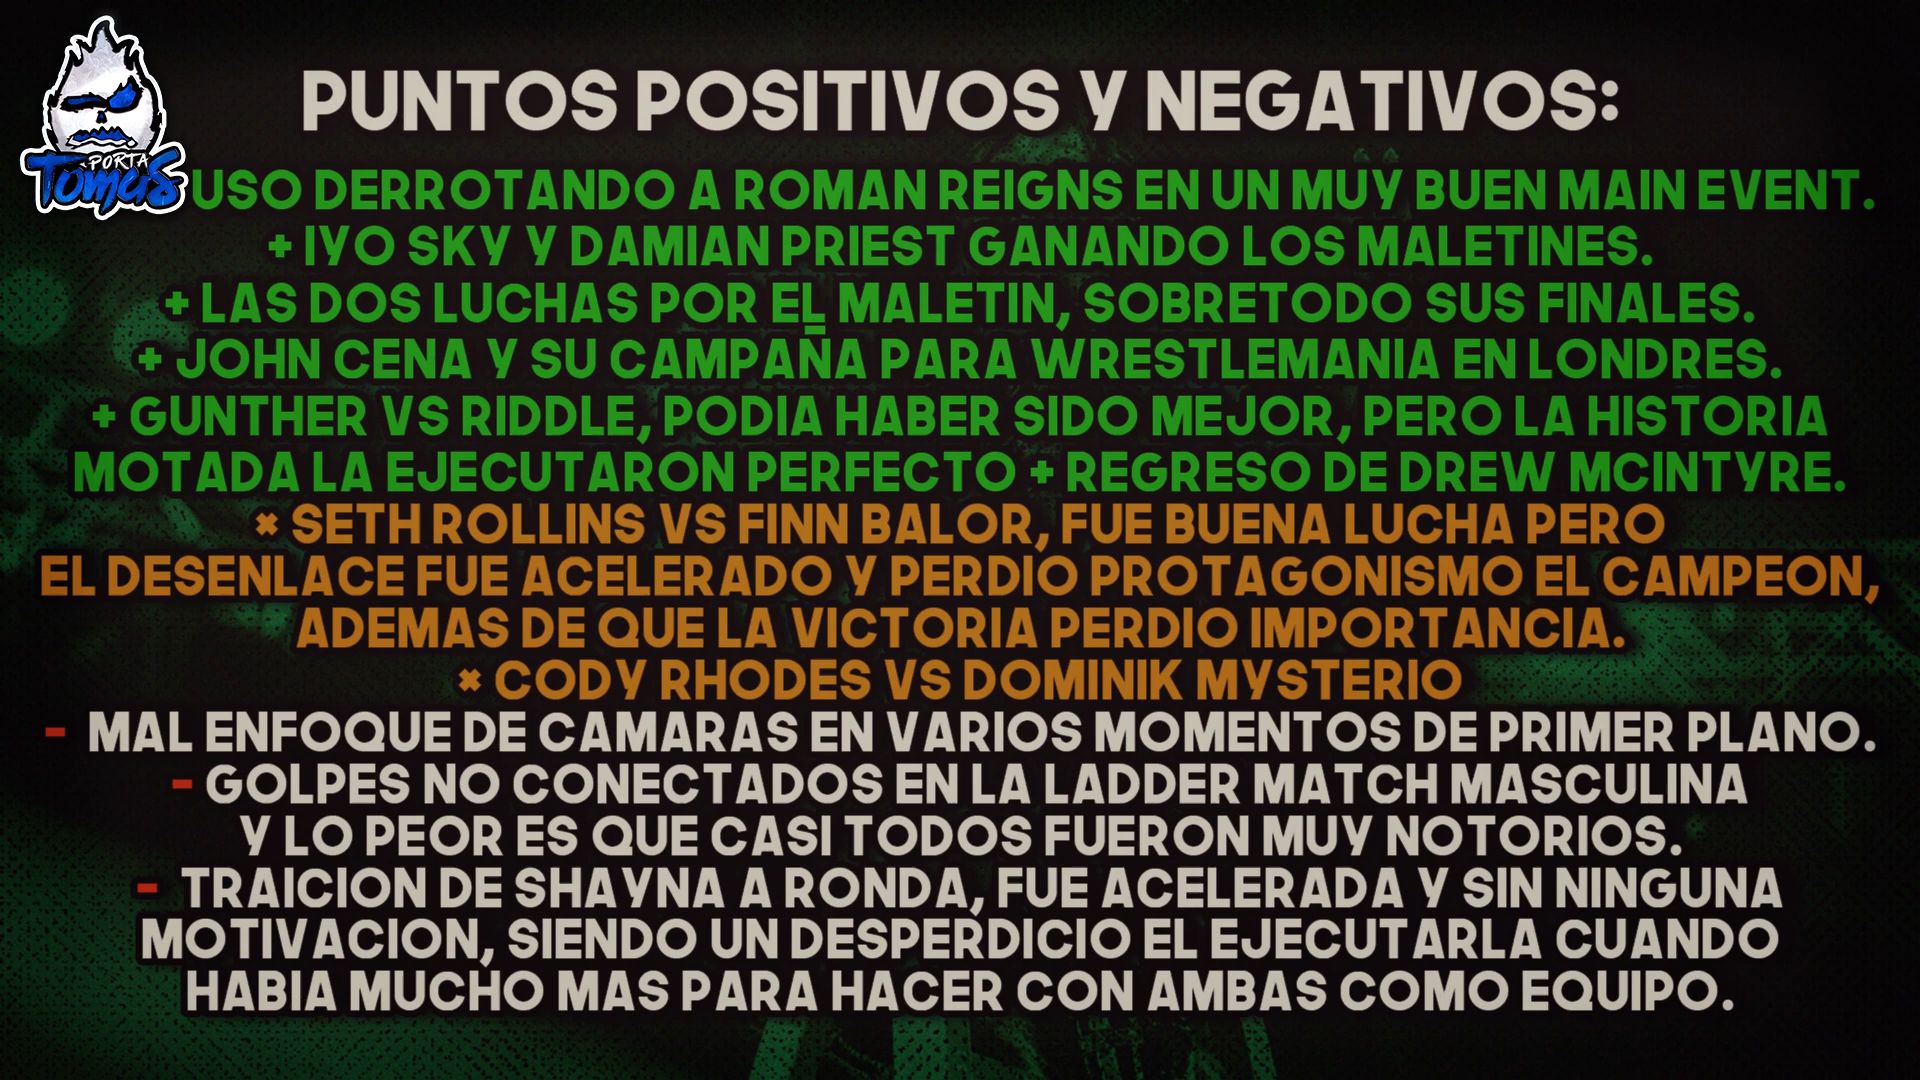 PUNTOS POSITIVOS Y NEGATIVOS:
PORTA
TOMAS
USO DERROTANDO A ROMAN REIGNS EN UN MUY BUEN MAIN EVENT.
+ IYO SKY Y DAMIAN PRIEST GANANDO LOS MALETINES.
+ LAS DOS LUCHAS POR EL MALETIN, SOBRETODO SUS FINALES.
+ JOHN CENA Y SU CAMPAÑA PARA WRESTLEMANIA EN LONDRES.
+ GUNTHER VS RIDDLE, PODIA HABER SIDO MEJOR, PERO LA HISTORIA
MOTADA LA EJECUTARON PERFECTO + REGRESO DE DREW MCINTYRE.
× SETH ROLLINS VS FINN BALOR, FUE BUENA LUCHA PERO
EL DESENLACE FUE ACELERADO Y PERDIO PROTAGONISMO EL CAMPEON,
ADEMAS DE QUE LA VICTORIA PERDIO IMPORTANCIA.
× CODY RHODES VS DOMINIK MYSTERIO
- MAL ENFOQUE DE CAMARAS EN VARIOS MOMENTOS DE PRIMER PLANO.
- GOLPES NO CONECTADOS EN LA LADDER MATCH MASCULINA
Y LO PEOR ES QUE CASI TODOS FUERON MUY NOTORIOS.
- TRAICION DE SHAYNA A RONDA, FUE ACELERADA Y SIN NINGUNA
MOTIVACION, SIENDO UN DESPERDICIO EL EJECUTARLA CUANDO
HABIA MUCHO MAS PARA HACER CON AMBAS COMO EQUIPO.